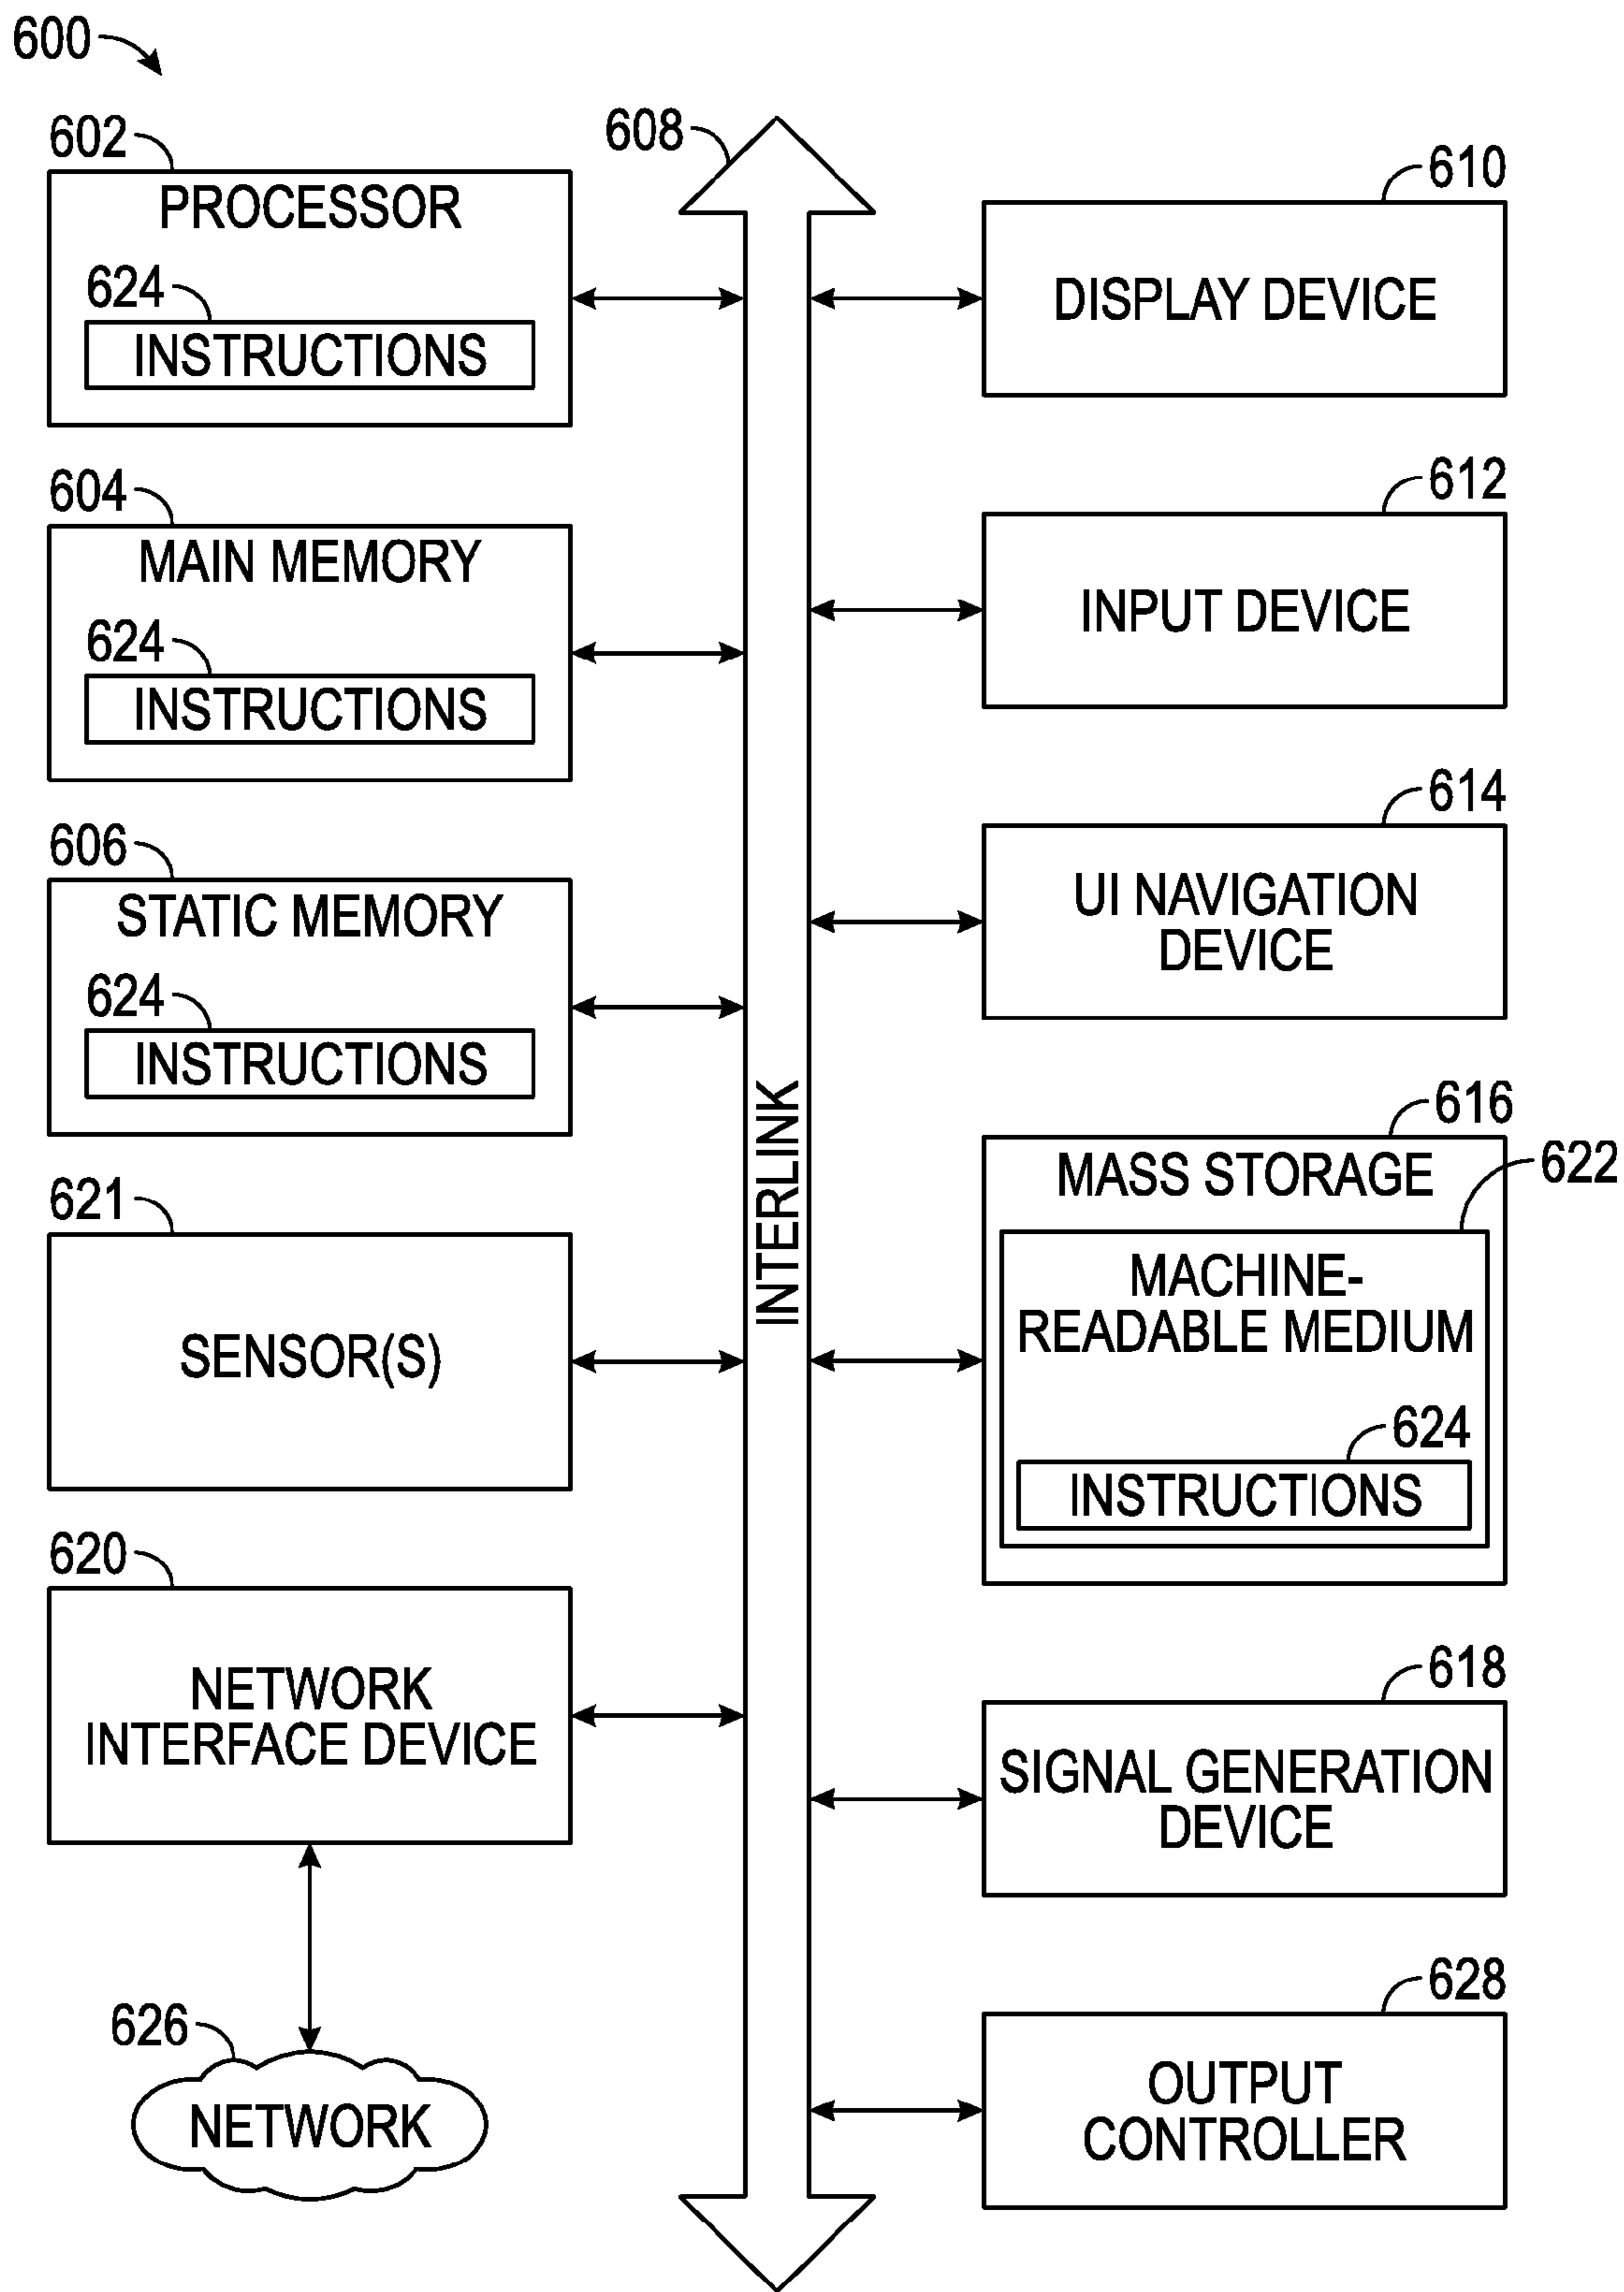 600
602
PROCESSOR
624
INSTRUCTIONS
604
MAIN MEMORY
624
INSTRUCTIONS
606
STATIC MEMORY
624
INSTRUCTIONS
621
SENSOR(S)
620
NETWORK
INTERFACE DEVICE
626
NETWORK
608
INTERLINK
610
DISPLAY DEVICE
612
INPUT DEVICE
614
UI NAVIGATION
DEVICE
616
MASS STORAGE
622
MACHINE-
READABLE MEDIUM
624
INSTRUCTIONS
618
SIGNAL GENERATION
DEVICE
628
OUTPUT
CONTROLLER